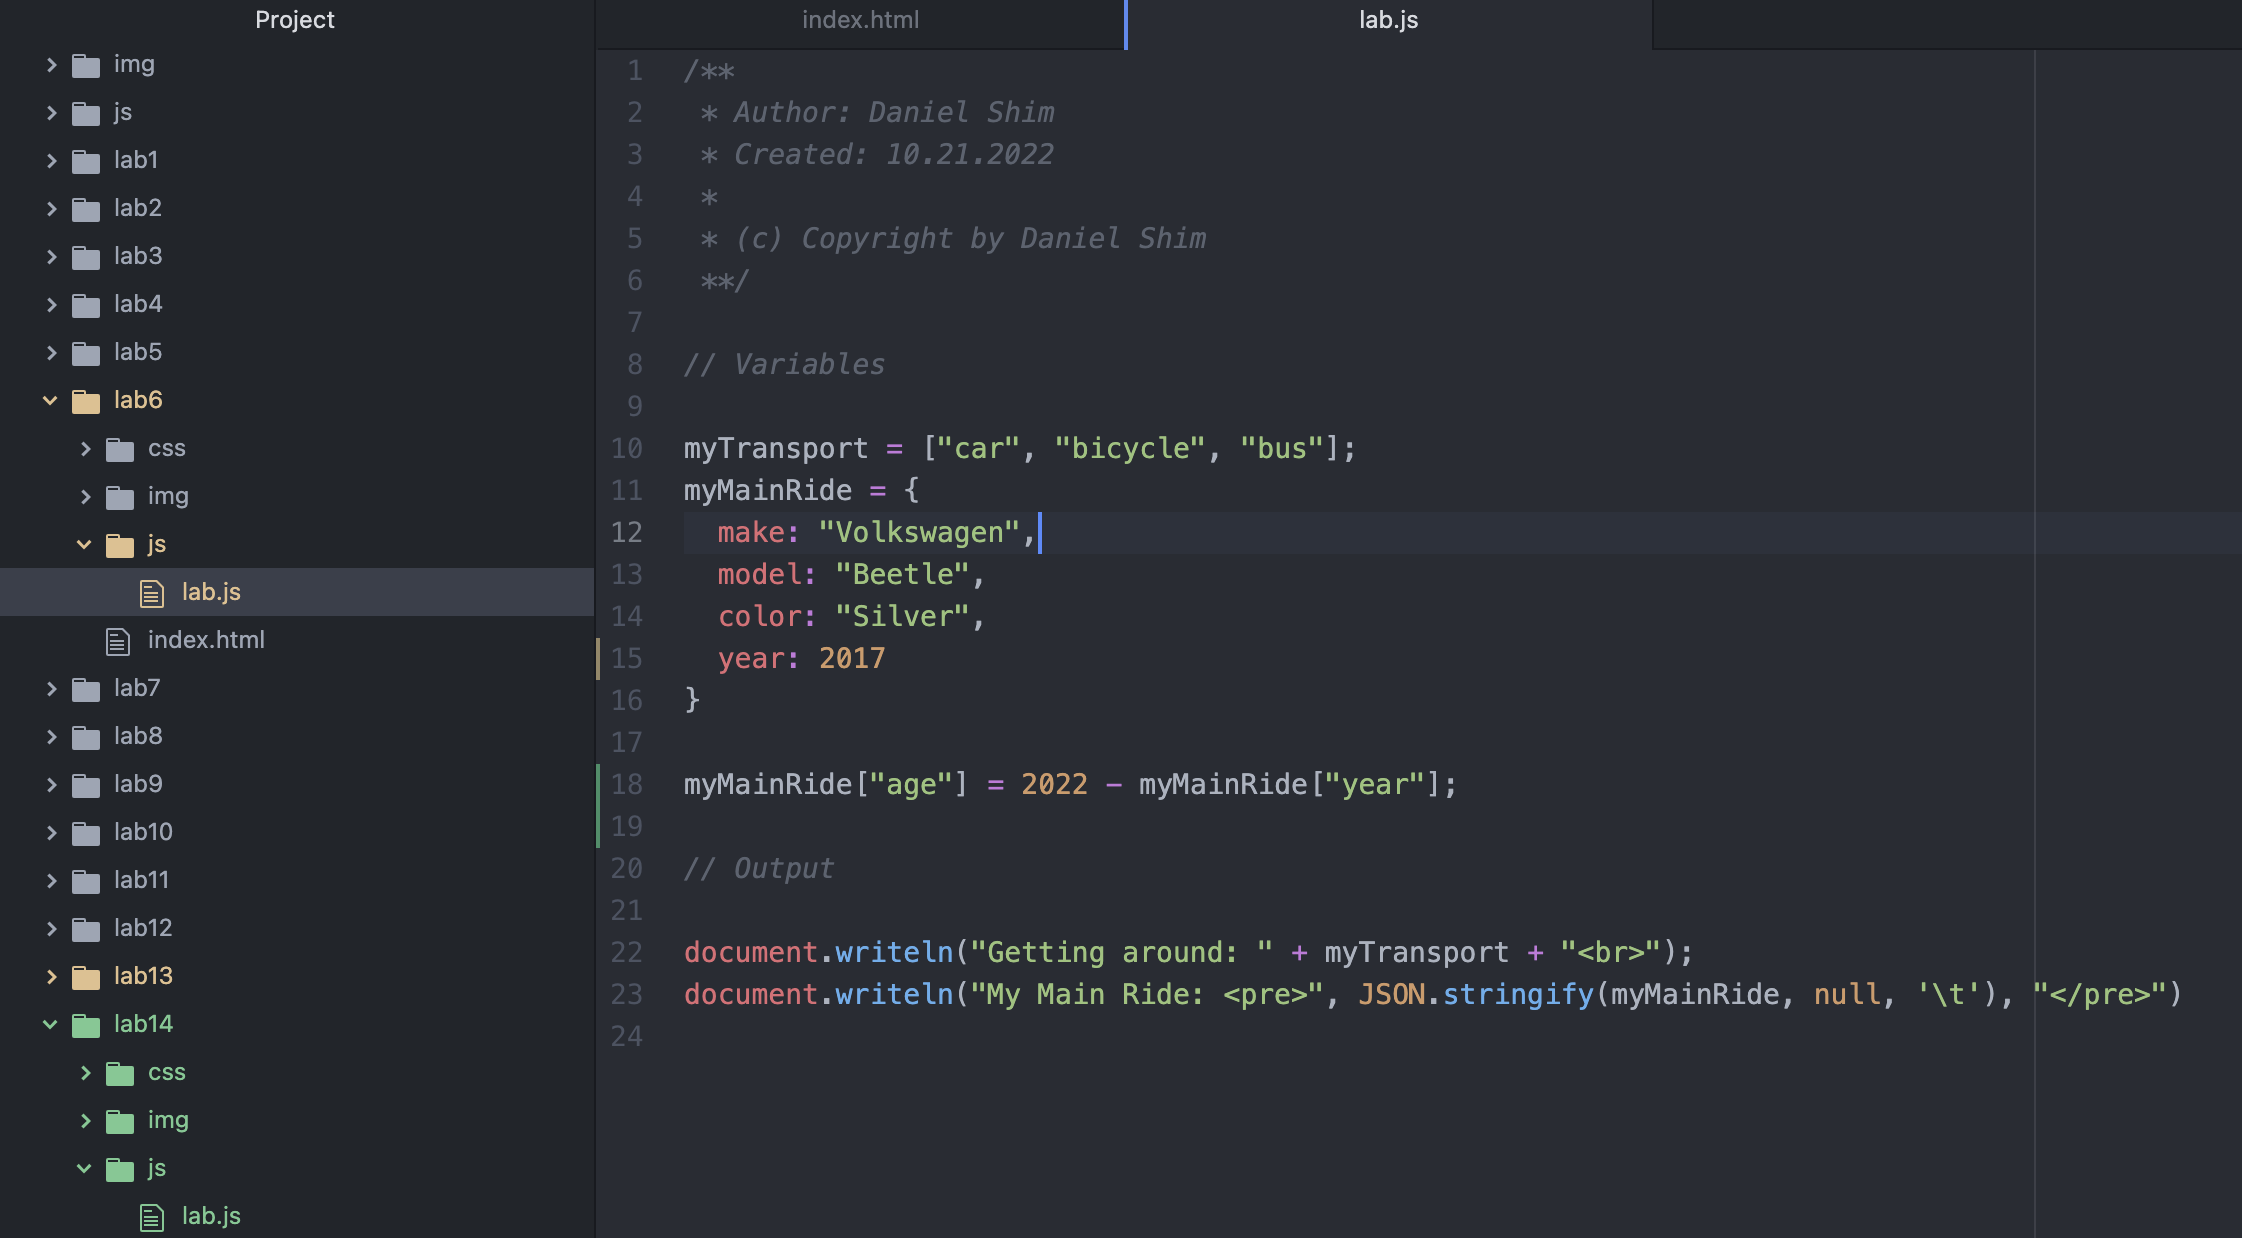 Project
img
js
lab1
lab2
lab3
lab4
lab5
lab6
css
img
js
lab.js
index.html
lab7
lab8
lab9
lab10
lab11
lab12
lab13
lab14
css
img
js
lab.js
index.html
lab.js
1 /**
2  * Author: Daniel Shim
3  * Created: 10.21.2022
4  *
5  * (c) Copyright by Daniel Shim
6  **/
7
8 // Variables
9
10 myTransport = ["car", "bicycle", "bus"];
11 myMainRide = {
12   make: "Volkswagen",
13   model: "Beetle",
14   color: "Silver",
15   year: 2017
16 }
17
18 myMainRide["age"] = 2022 - myMainRide["year"];
19
20 // Output
21
22 document.writeln("Getting around: " + myTransport + "<br>");
23 document.writeln("My Main Ride: <pre>", JSON.stringify(myMainRide, null, '\t'), "</pre>")
24